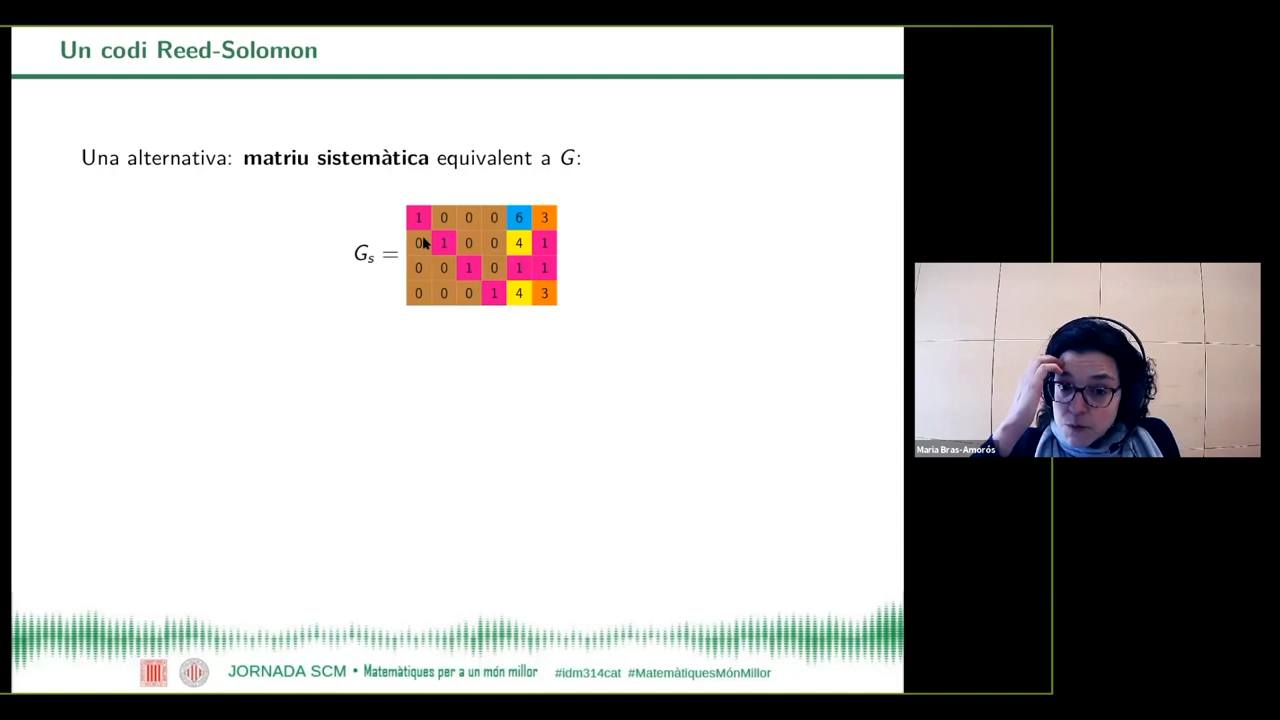 Un codi Reed-Solomon
Una alternativa: matriu sistemàtica equivalent a G:
Gs =
1 0 0 0 6 3
0 1 0 0 4 1
0 0 1 0 1 1
0 0 0 1 4 3
Maria Bras-Amorós
JORNADA SCM • Matemàtiques per a un món millor #idm314cat #MatemàtiquesMónMillor